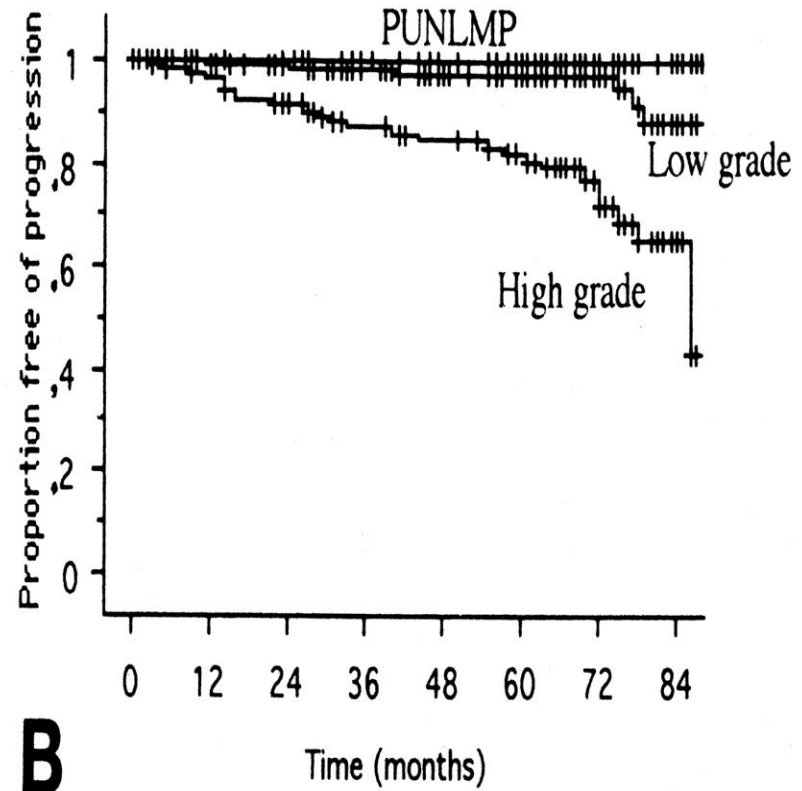 Proportion free of progression
PUNLMP
1
Low grade
,8
,6
High grade
,4
,2
0
0 12 24 36 48 60 72 84
B
Time (months)